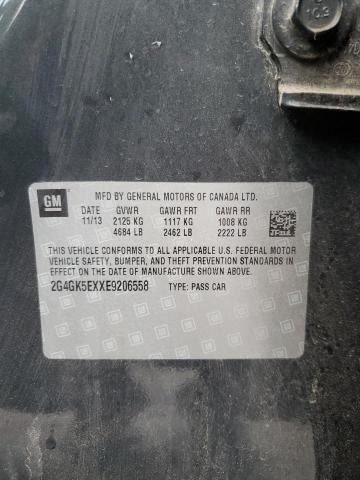 10.9
GM
MFD BY GENERAL MOTORS OF CANADA LTD.
DATE GVWR GAWR FRT GAWR RR
11/13 2125 KG 1117 KG 1008 KG
4684 LB 2462 LB 2222 LB
THIS VEHICLE CONFORMS TO ALL APPLICABLE U.S. FEDERAL MOTOR
VEHICLE SAFETY, BUMPER, AND THEFT PREVENTION STANDARDS IN
EFFECT ON THE DATE OF MANUFACTURE SHOWN ABOVE.
2G4GK5EXXE9206558 TYPE: PASS CAR